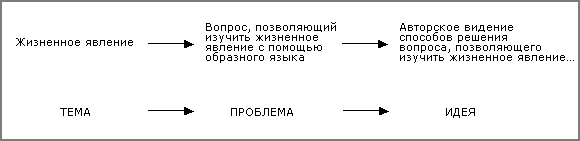 Жизненное явление
Вопрос, позволяющий
изучить жизненное
явление с помощью
образного языка
Авторское видение
способов решения
вопроса, позволяющего
изучить жизненное явление...
ТЕМА
ПРОБЛЕМА
ИДЕЯ